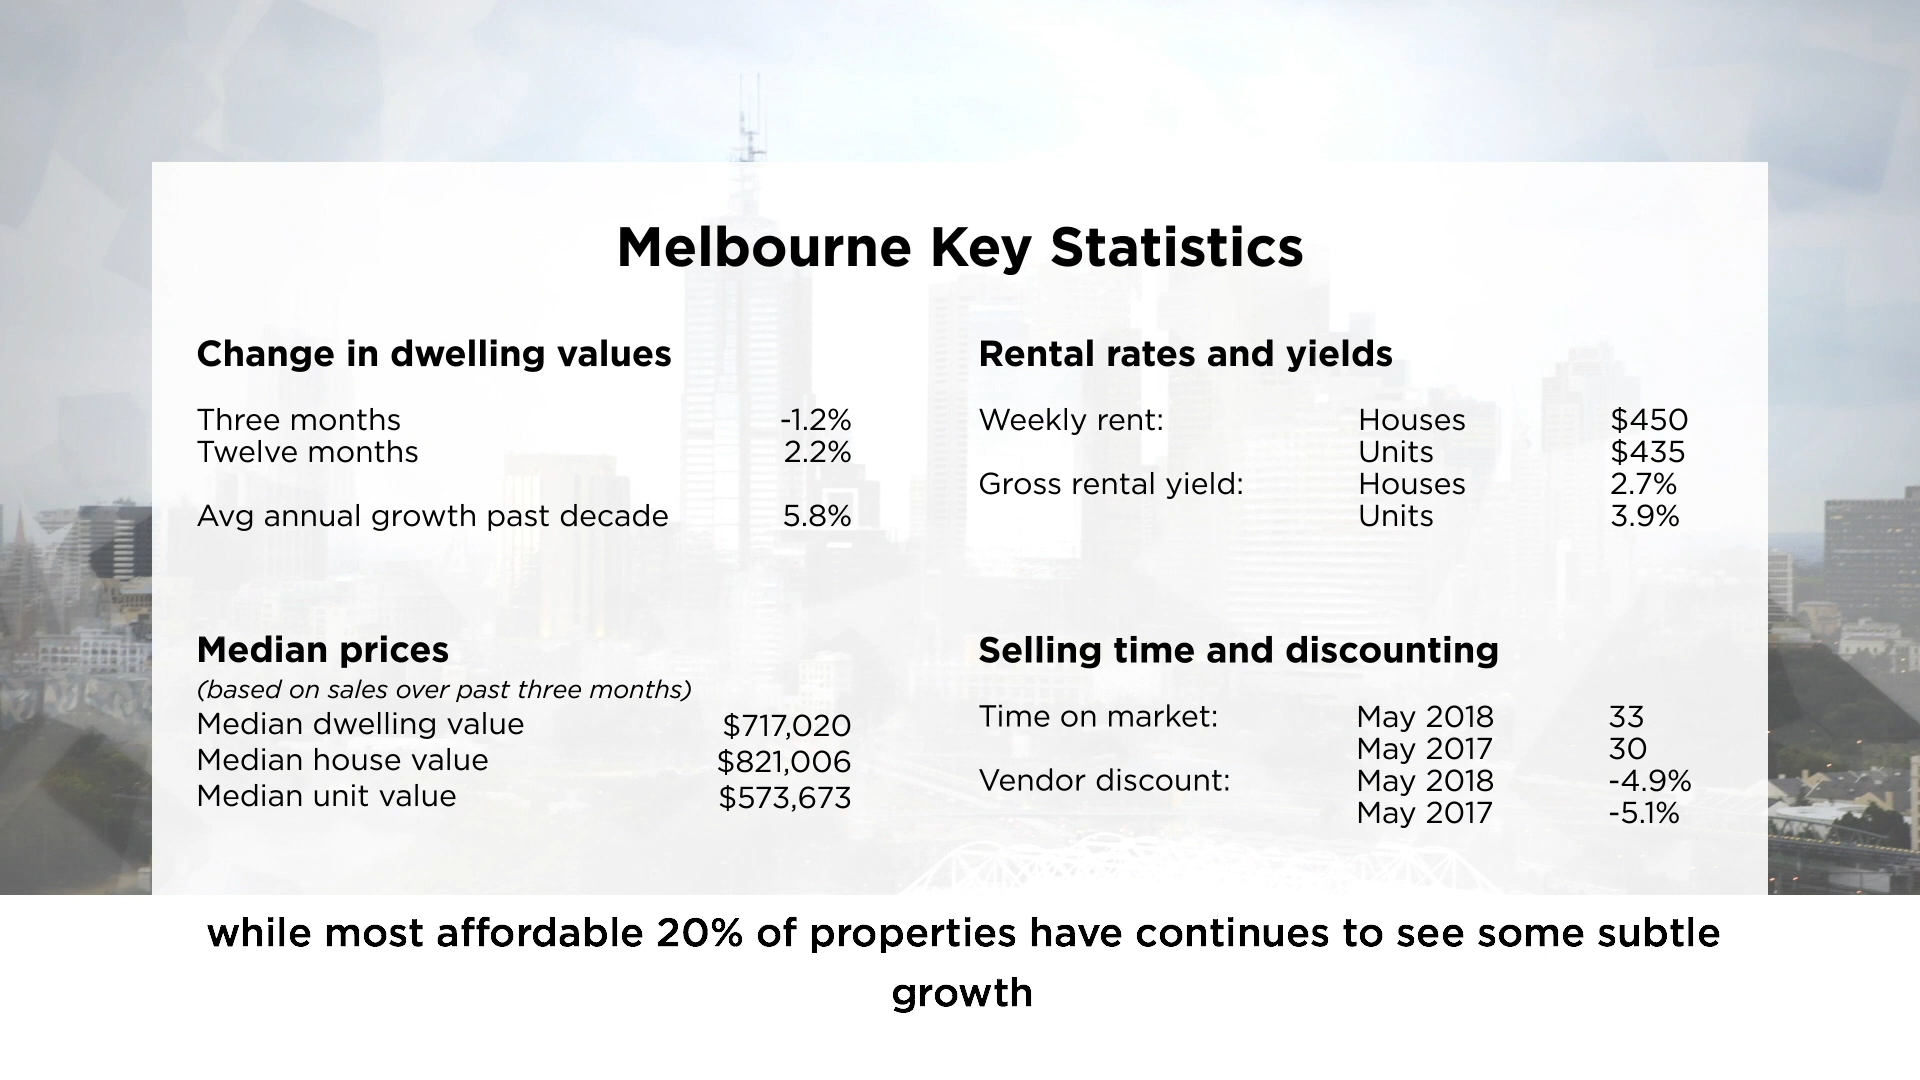 Melbourne Key Statistics
Change in dwelling values
Three months -1.2%
Twelve months 2.2%
Avg annual growth past decade 5.8%
Rental rates and yields
Weekly rent: Houses $450
Units $435
Gross rental yield: Houses 2.7%
Units 3.9%
Median prices
(based on sales over past three months)
Median dwelling value $717,020
Median house value $821,006
Median unit value $573,673
Selling time and discounting
Time on market: May 2018 33
May 2017 30
Vendor discount: May 2018 -4.9%
May 2017 -5.1%
while most affordable 20% of properties have continues to see some subtle
growth